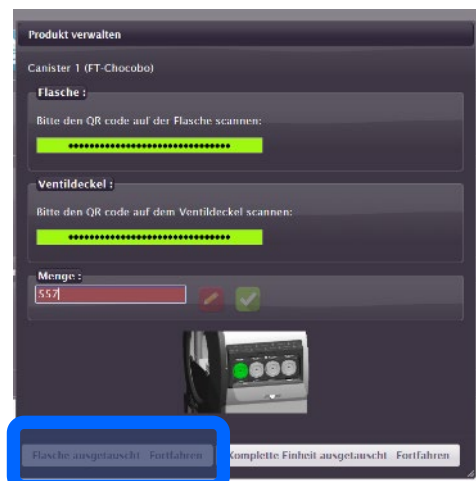 Produkt verwalten
Canister 1 (FT-Chocobo)
Flasche :
Bitte den QR code auf der Flasche scannen:
••••••••••••••••••••••••••••••••
Ventildeckel :
Bitte den QR code auf dem Ventildeckel scannen:
••••••••••••••••••••••••••••••••
Menge :
557
Flasche ausgetauscht Fortfahren
Komplette Einheit ausgetauscht Fortfahren